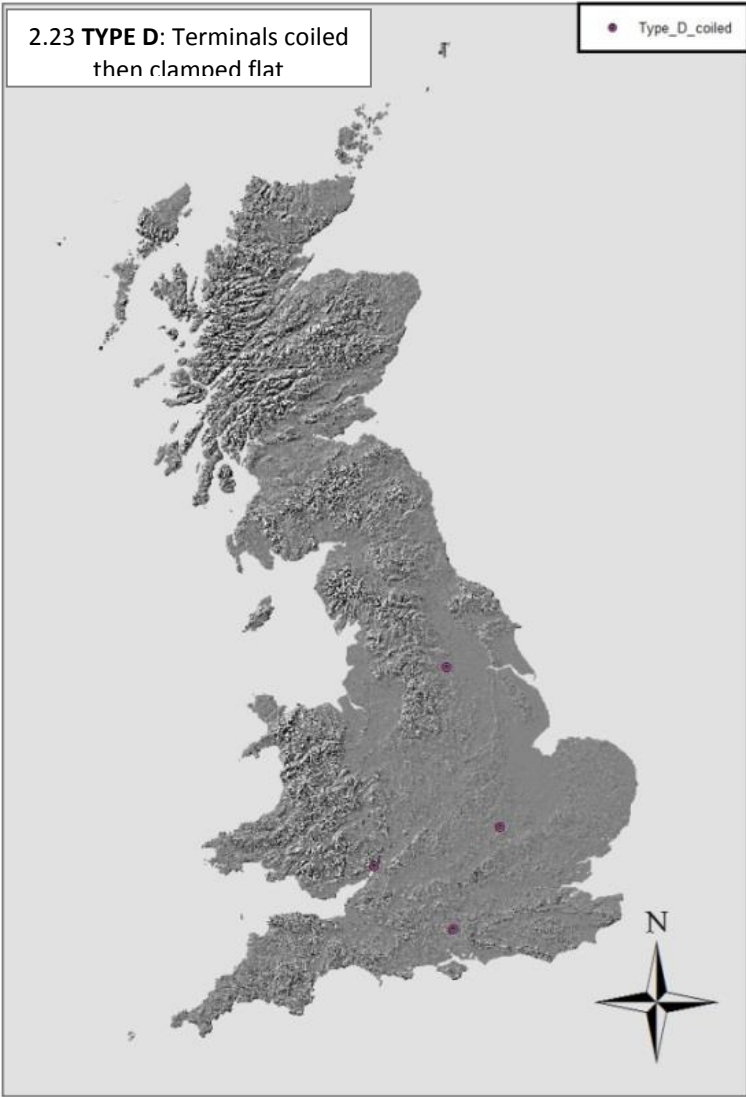 2.23 TYPE D: Terminals coiled
then clamped flat
Type_D_coiled
N